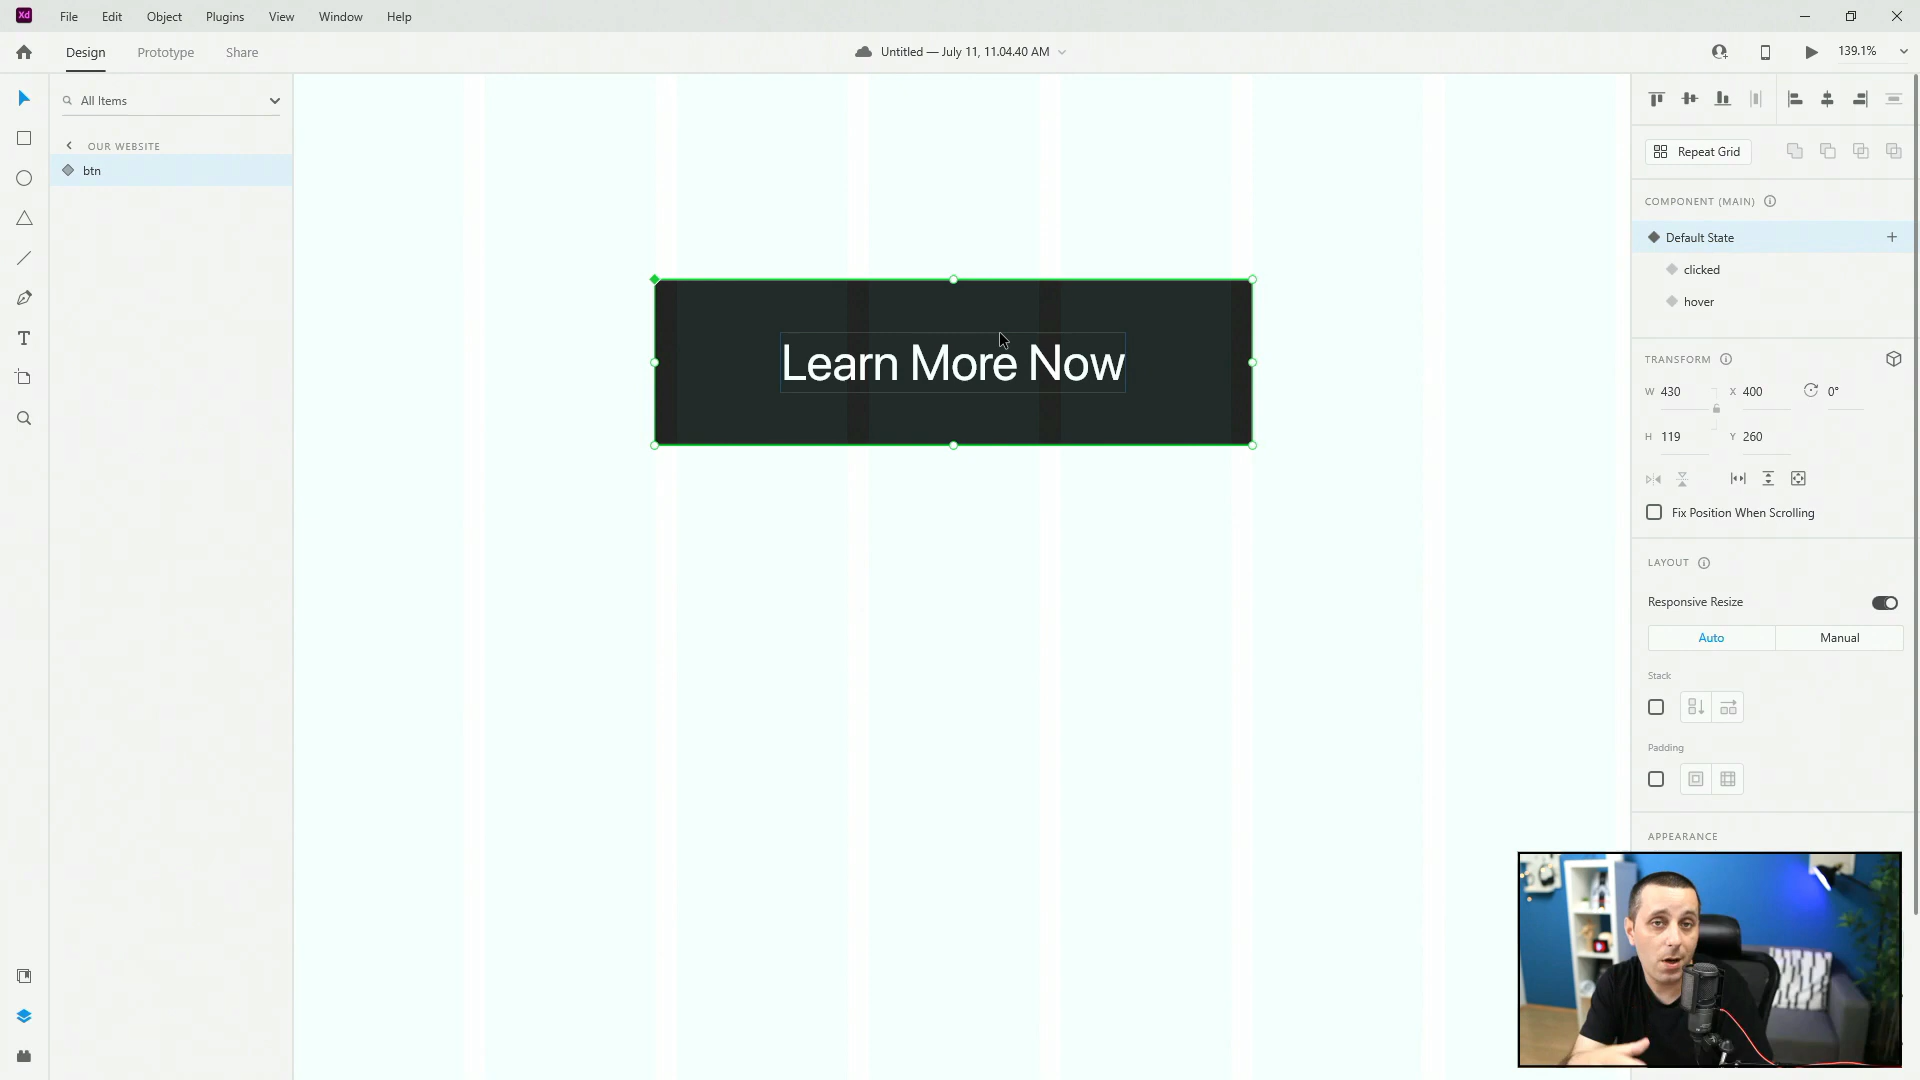 Xd File Edit Object Plugins View Window Help
Design Prototype Share
Untitled — July 11, 11.04.40 AM
139.1%
All Items
OUR WEBSITE
btn
Learn More Now
Repeat Grid
COMPONENT (MAIN)
Default State
clicked
hover
TRANSFORM
W 430 X 400 0°
H 119 Y 260
Fix Position When Scrolling
LAYOUT
Responsive Resize
Auto Manual
Stack
Padding
APPEARANCE